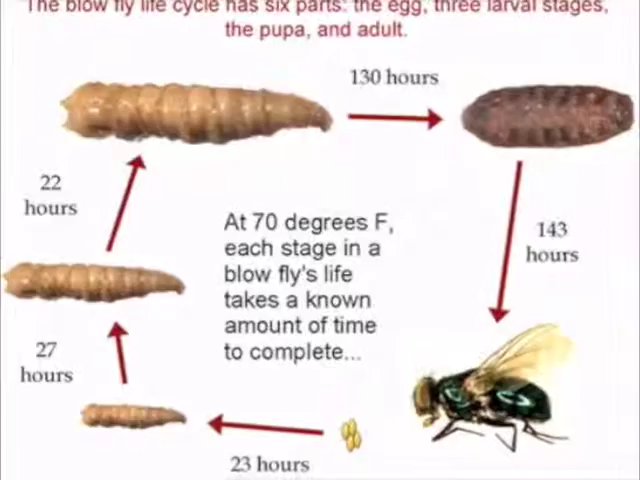 The blow fly life cycle has six parts: the egg, three larval stages,
the pupa, and adult.
130 hours
22
hours
At 70 degrees F,
each stage in a
blow fly's life
takes a known
amount of time
to complete...
143
hours
27
hours
23 hours